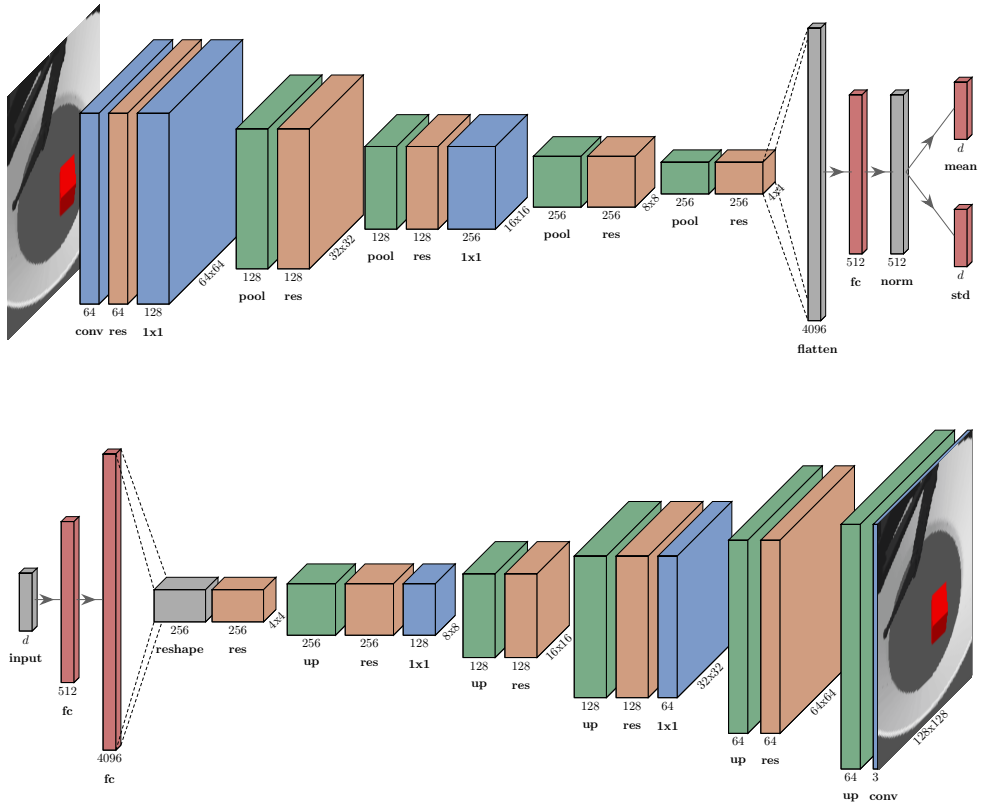 64 64 128 64x64
conv res 1x1
128 128 32x32
pool res
128 128 256 16x16
pool res 1x1
256 256 8x8
pool res
256 256 4x4
pool res
4096
flatten
512
fc
512
norm
d
mean
d
std
d
input
512
fc
4096
fc
256 256 4x4
reshape res
256 256 128 8x8
up res 1x1
128 128 16x16
up res
128 128 64 32x32
up res 1x1
64 64 64x64
up res
64 3 128x128
up conv